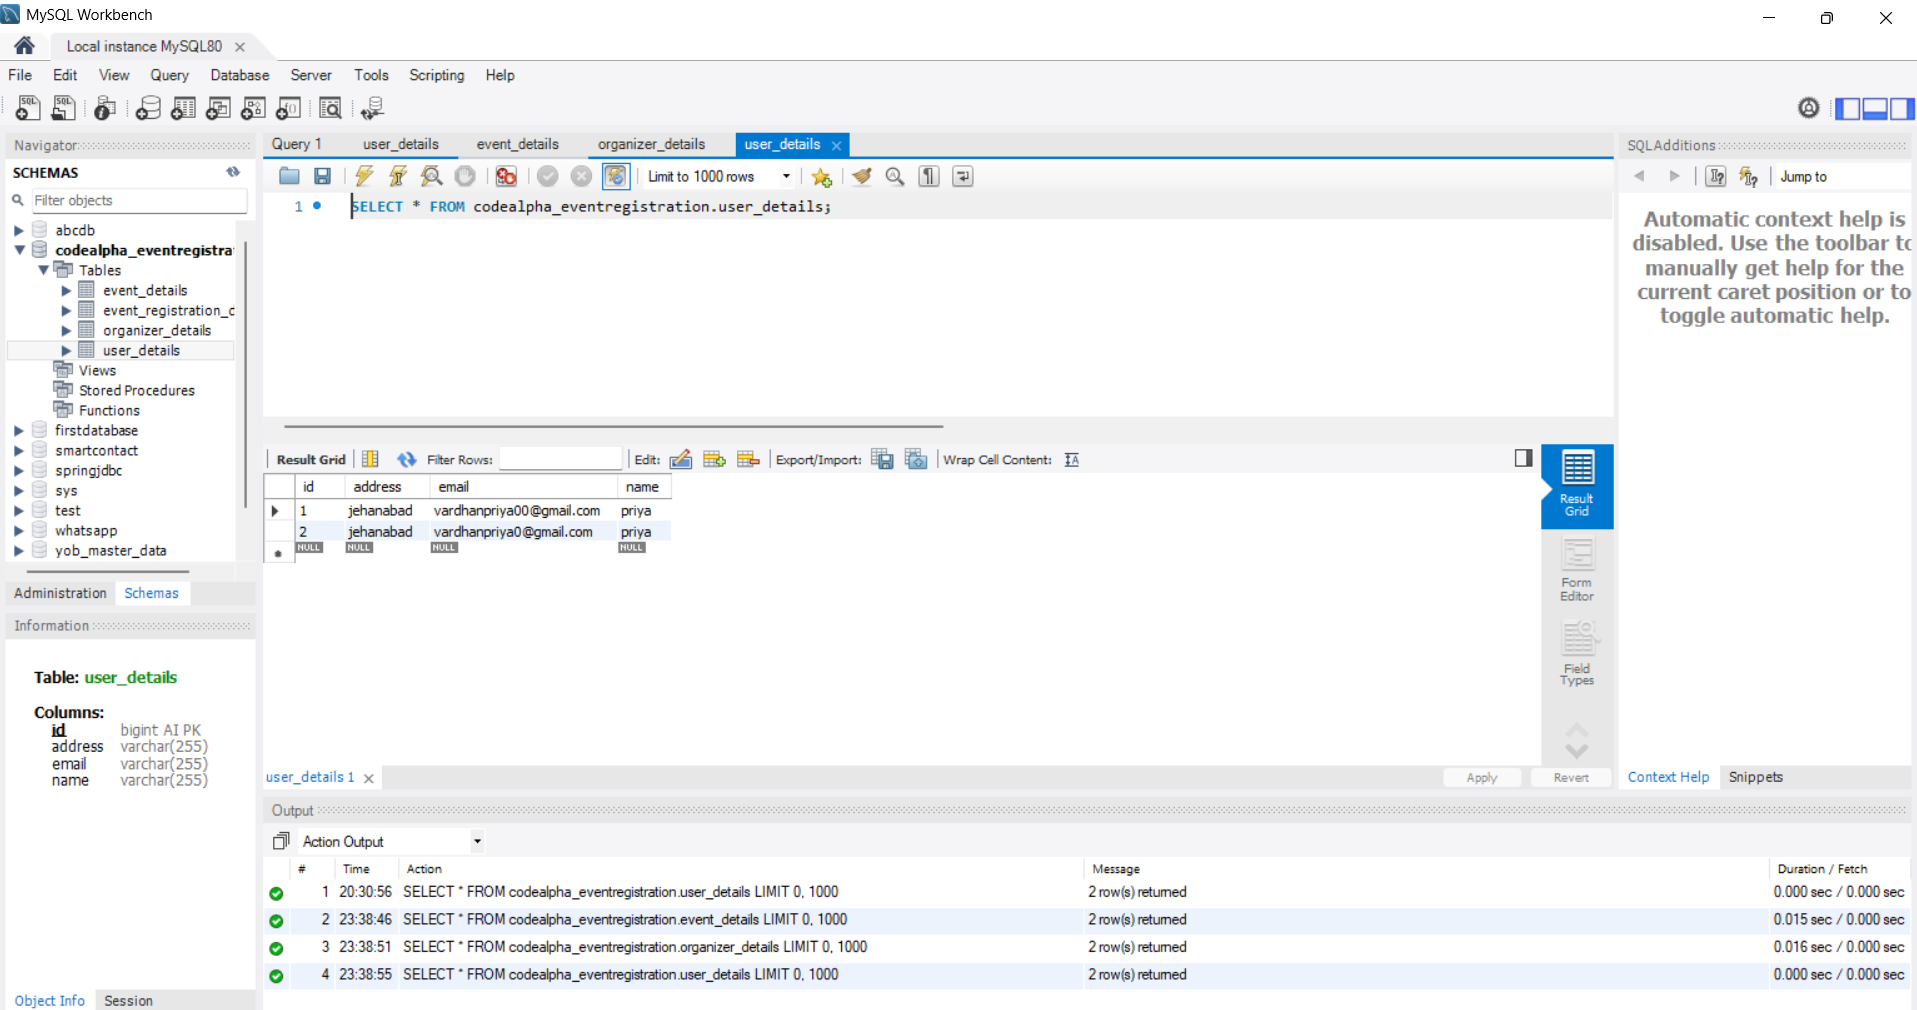 MySQL Workbench
Local instance MySQL80
File Edit View Query Database Server Tools Scripting Help
Navigator
SCHEMAS
Filter objects
abcdb
codealpha_eventregistra
Tables
event_details
event_registration_d
organizer_details
user_details
Views
Stored Procedures
Functions
firstdatabase
smartcontact
springjdbc
sys
test
whatsapp
yob_master_data
Administration Schemas
Information
Table: user_details
Columns:
id bigint AI PK
address varchar(255)
email varchar(255)
name varchar(255)
Object Info Session
Query 1 user_details event_details organizer_details user_details
Limit to 1000 rows
1 SELECT * FROM codealpha_eventregistration.user_details;
Result Grid Filter Rows: Edit: Export/Import: Wrap Cell Content:
id address email name
1 jehanabad vardhanpriya00@gmail.com priya
2 jehanabad vardhanpriya0@gmail.com priya
NULL NULL NULL NULL
Result
Grid
Form
Editor
Field
Types
user_details 1 Apply Revert
SQLAdditions
Jump to
Automatic context help is
disabled. Use the toolbar to
manually get help for the
current caret position or to
toggle automatic help.
Context Help Snippets
Output
Action Output
# Time Action Message Duration / Fetch
1 20:30:56 SELECT * FROM codealpha_eventregistration.user_details LIMIT 0, 1000 2 row(s) returned 0.000 sec / 0.000 sec
2 23:38:46 SELECT * FROM codealpha_eventregistration.event_details LIMIT 0, 1000 2 row(s) returned 0.015 sec / 0.000 sec
3 23:38:51 SELECT * FROM codealpha_eventregistration.organizer_details LIMIT 0, 1000 2 row(s) returned 0.016 sec / 0.000 sec
4 23:38:55 SELECT * FROM codealpha_eventregistration.user_details LIMIT 0, 1000 2 row(s) returned 0.000 sec / 0.000 sec